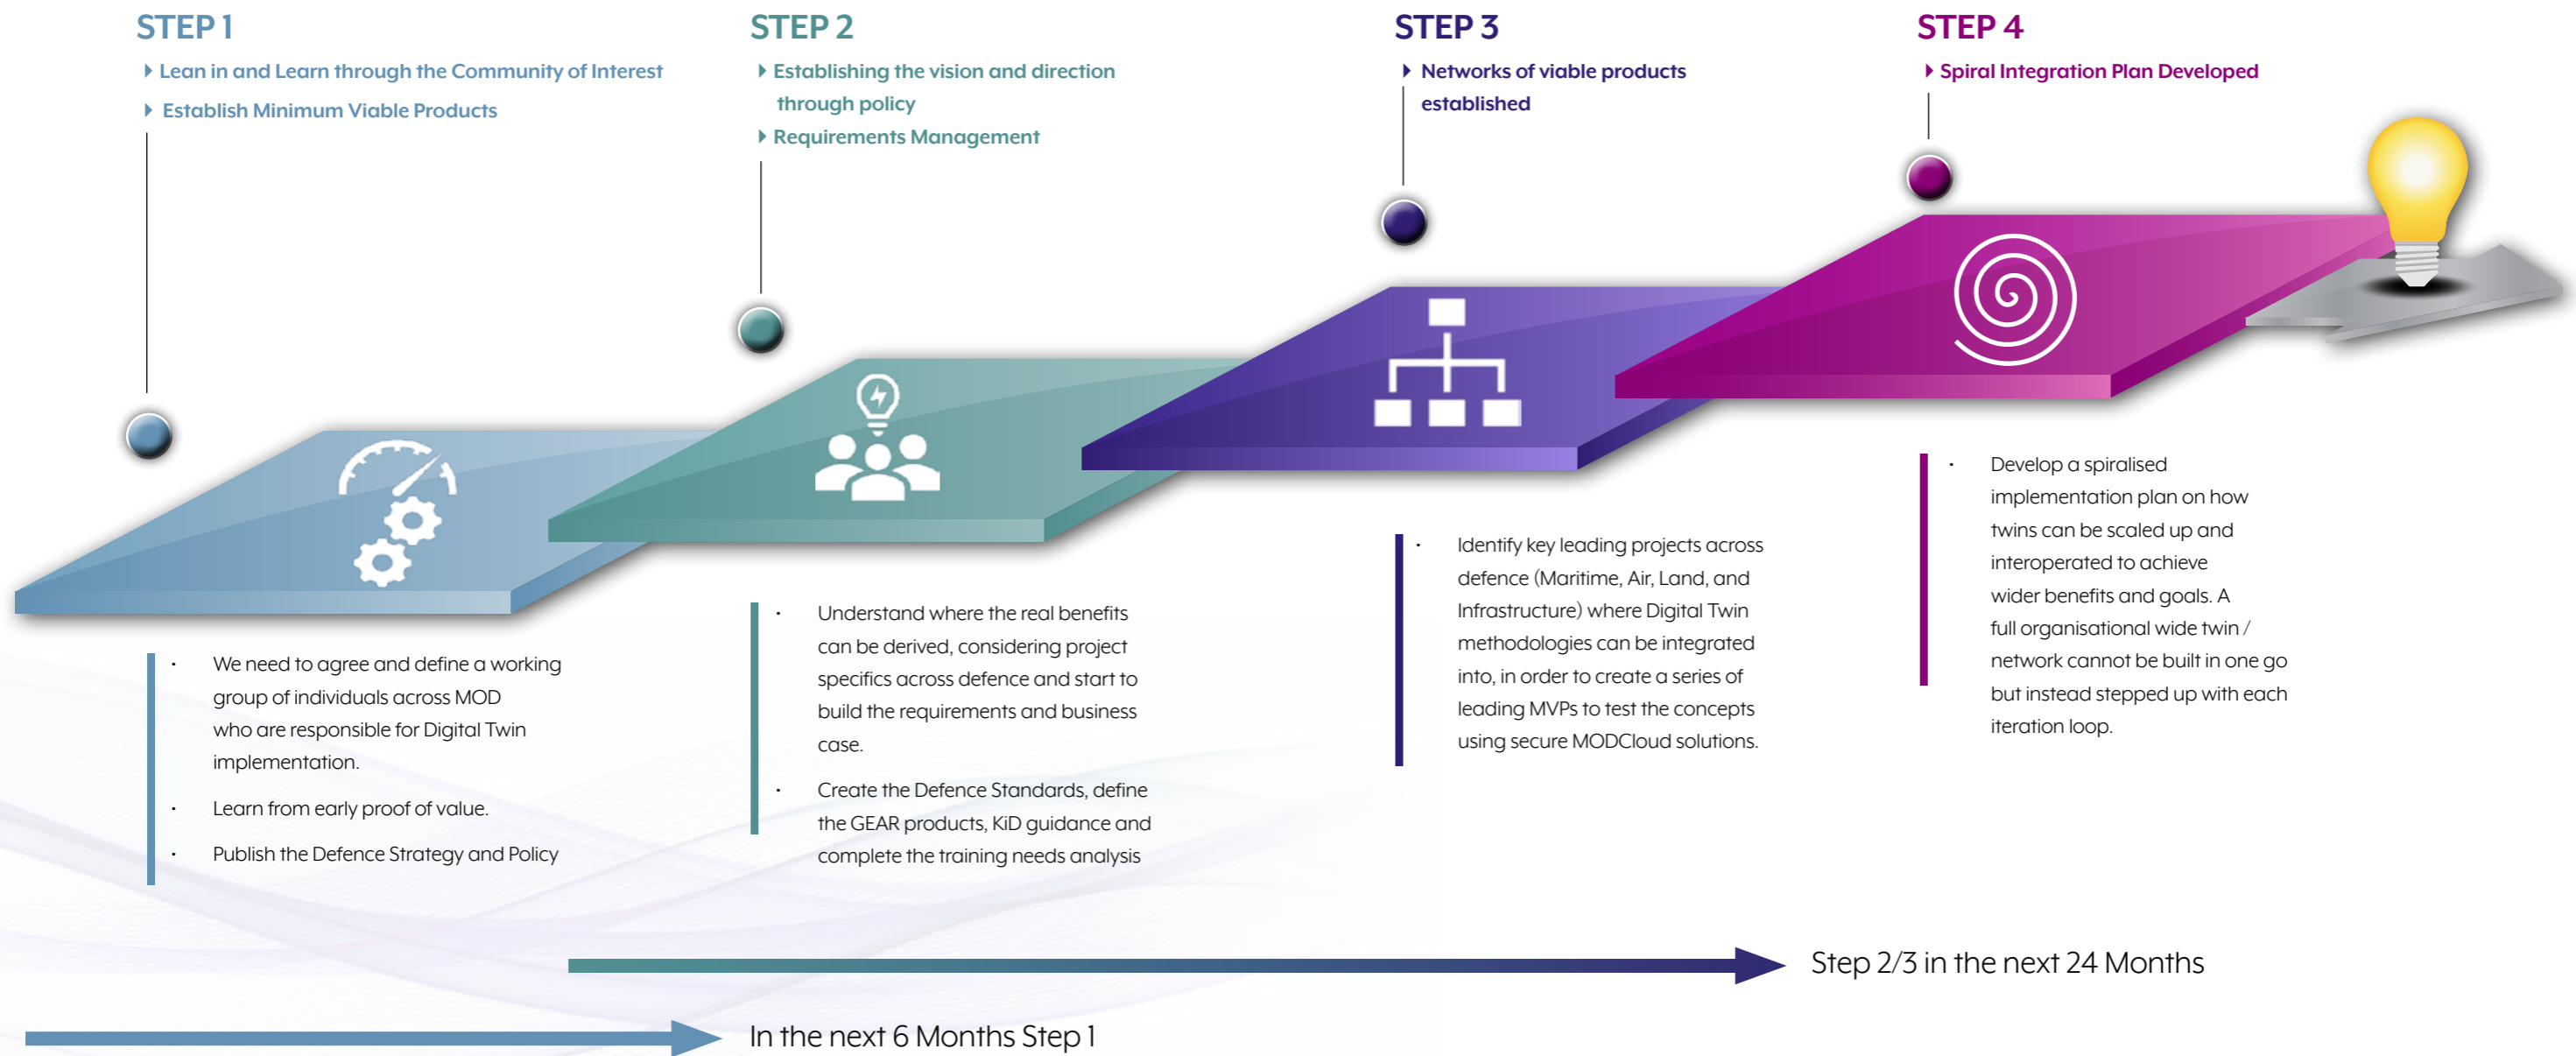 STEP 1
Lean in and Learn through the Community of Interest
Establish Minimum Viable Products
STEP 2
Establishing the vision and direction
through policy
Requirements Management
STEP 3
Networks of viable products
established
STEP 4
Spiral Integration Plan Developed
• We need to agree and define a working
group of individuals across MOD
who are responsible for Digital Twin
implementation.
• Learn from early proof of value.
• Publish the Defence Strategy and Policy
• Understand where the real benefits
can be derived, considering project
specifics across defence and start to
build the requirements and business
case.
• Create the Defence Standards, define
the GEAR products, KiD guidance and
complete the training needs analysis
• Identify key leading projects across
defence (Maritime, Air, Land, and
Infrastructure) where Digital Twin
methodologies can be integrated
into, in order to create a series of
leading MVPs to test the concepts
using secure MODCloud solutions.
• Develop a spiralised
implementation plan on how
twins can be scaled up and
interoperated to achieve
wider benefits and goals. A
full organisational wide twin /
network cannot be built in one go
but instead stepped up with each
iteration loop.
Step 2/3 in the next 24 Months
In the next 6 Months Step 1